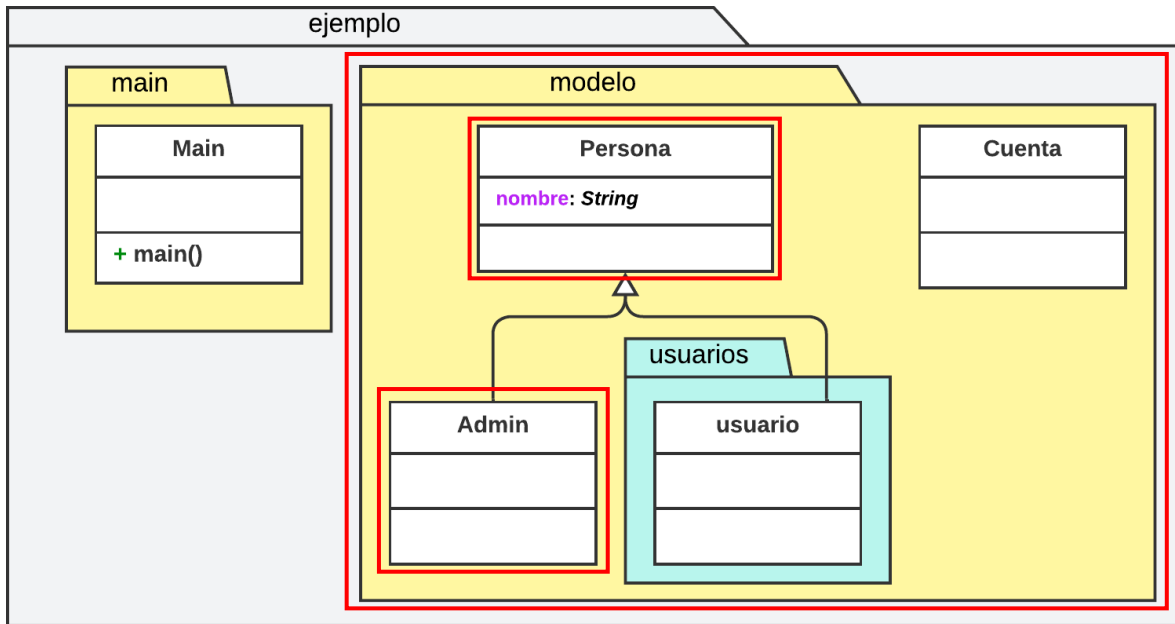 ejemplo
main
Main
+ main()
modelo
Persona
nombre: String
Cuenta
usuarios
Admin
usuario